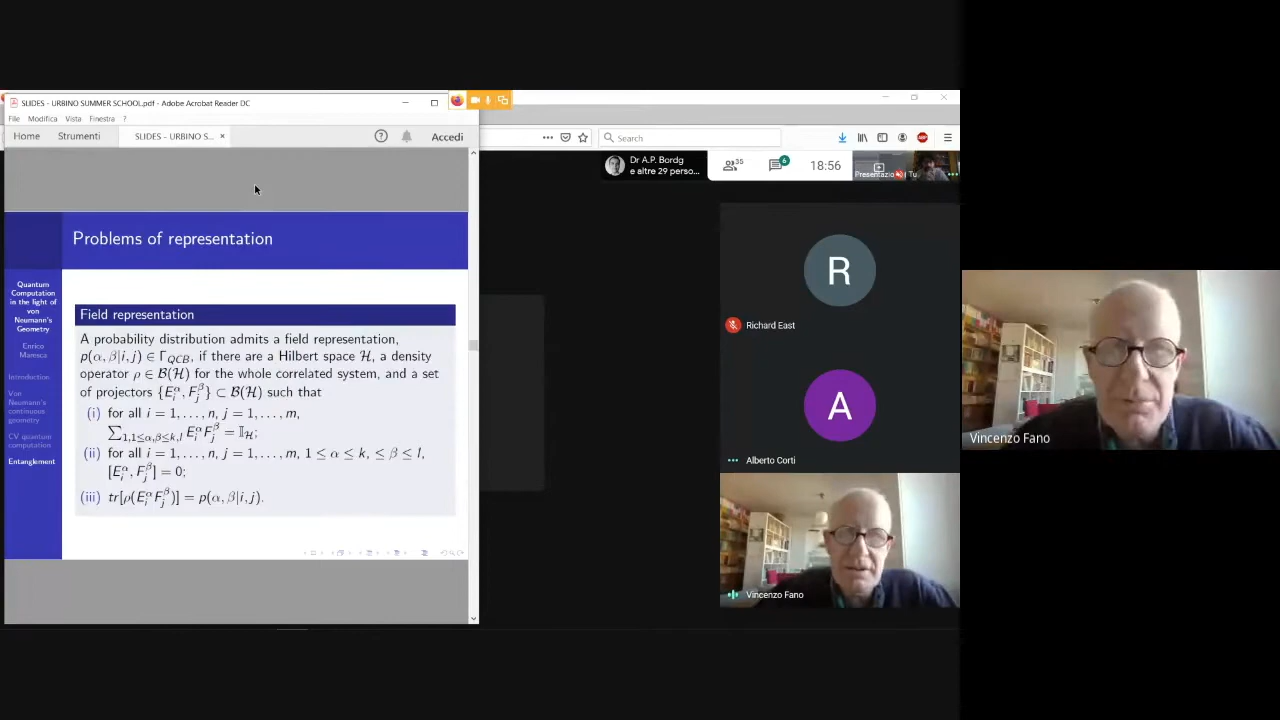 SLIDES - URBINO SUMMER SCHOOL.pdf - Adobe Acrobat Reader DC
File Modifica Vista Finestra ?
Home Strumenti SLIDES - URBINO S... × Accedi
Search
Dr A.P. Bordg
e altre 29 perso...
35
6
18:56
Presentazio
Tu
Problems of representation
Quantum
Computation
in the light of
von
Neumann's
Geometry
Enrico
Mamsca
Introduction
Von
Neumann's
continuous
geometry
CV quantum
computation
Entanglement
Field representation
A probability distribution admits a field representation,
p(α, β|i, j) ∈ Γ_QCB, if there are a Hilbert space ℋ, a density
operator ρ ∈ ℬ(ℋ) for the whole correlated system, and a set
of projectors {E_i^α, F_j^β} ⊂ ℬ(ℋ) such that
(i) for all i = 1, . . . , n, j = 1, . . . , m,
∑_{1,1≤α,β≤k,l} E_i^α F_j^β = 𝕀_ℋ;
(ii) for all i = 1, . . . , n, j = 1, . . . , m, 1 ≤ α ≤ k, ≤ β ≤ l,
[E_i^α, F_j^β] = 0;
(iii) tr[ρ(E_i^α F_j^β)] = p(α, β|i, j).
R
Richard East
A
Alberto Corti
Vincenzo Fano
Vincenzo Fano